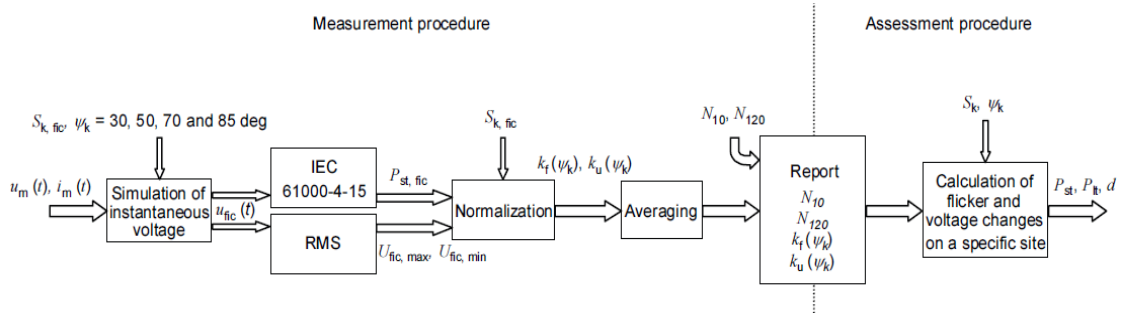 Measurement procedure
Assessment procedure
S k, fic, ψk = 30, 50, 70 and 85 deg
S k, fic
N10, N120
S k, ψk
um (t), im (t)
Simulation of
instantaneous
voltage
ufic (t)
IEC
61000-4-15
RMS
Pst, fic
Ufic, max, Ufic, min
Normalization
kf (ψk), ku (ψk)
Averaging
Report
N10
N120
kf (ψk)
ku (ψk)
Calculation of
flicker and
voltage changes
on a specific site
Pst, Plt, d